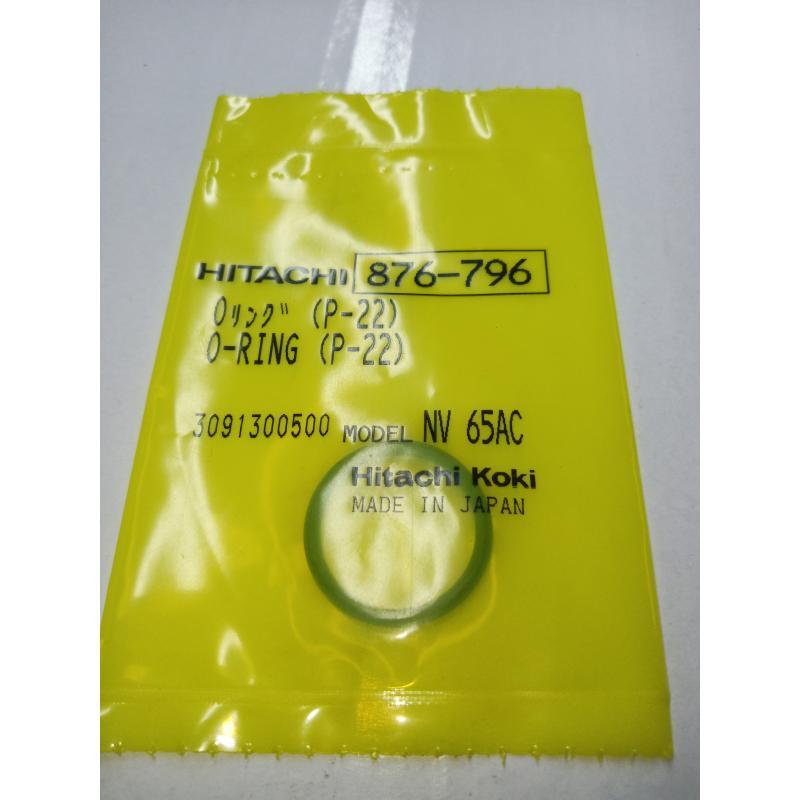 HITACHI 876-796
Oリング (P-22)
O-RING (P-22)
3091300500 MODEL NV 65AC
Hitachi Koki
MADE IN JAPAN